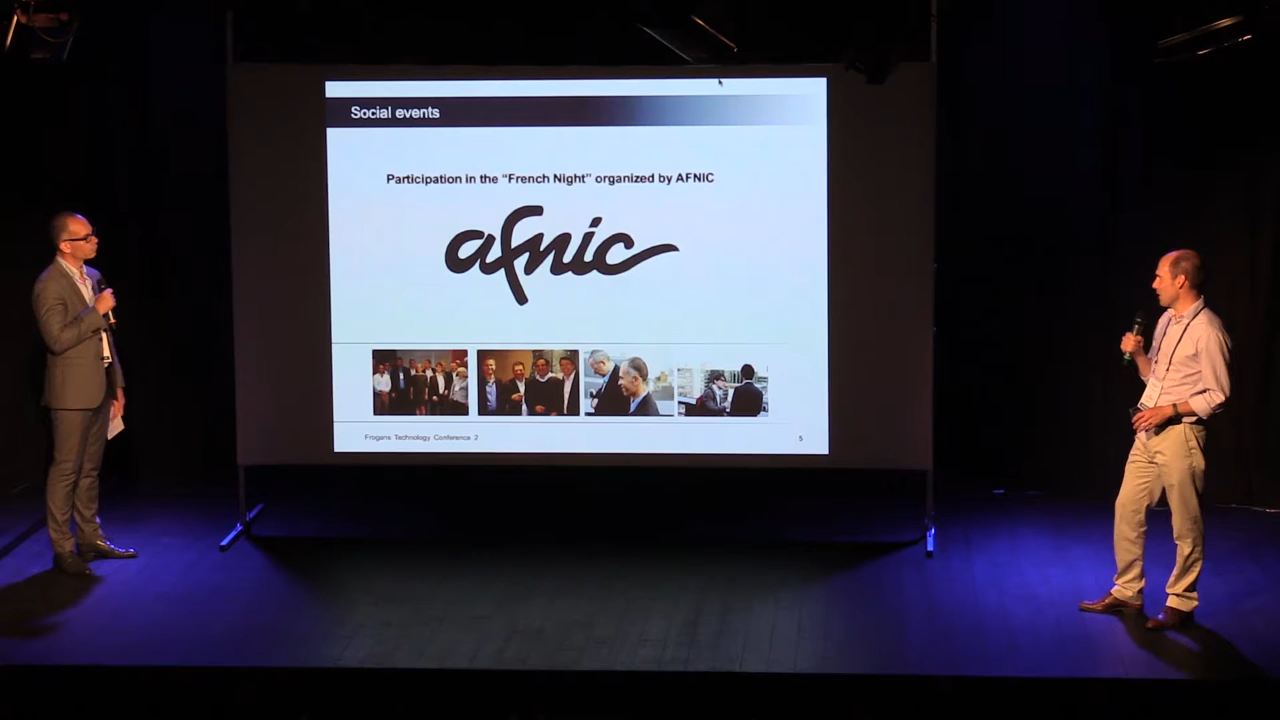 Social events
Participation in the “French Night” organized by AFNIC
afnic
Frogans Technology Conference 2
5